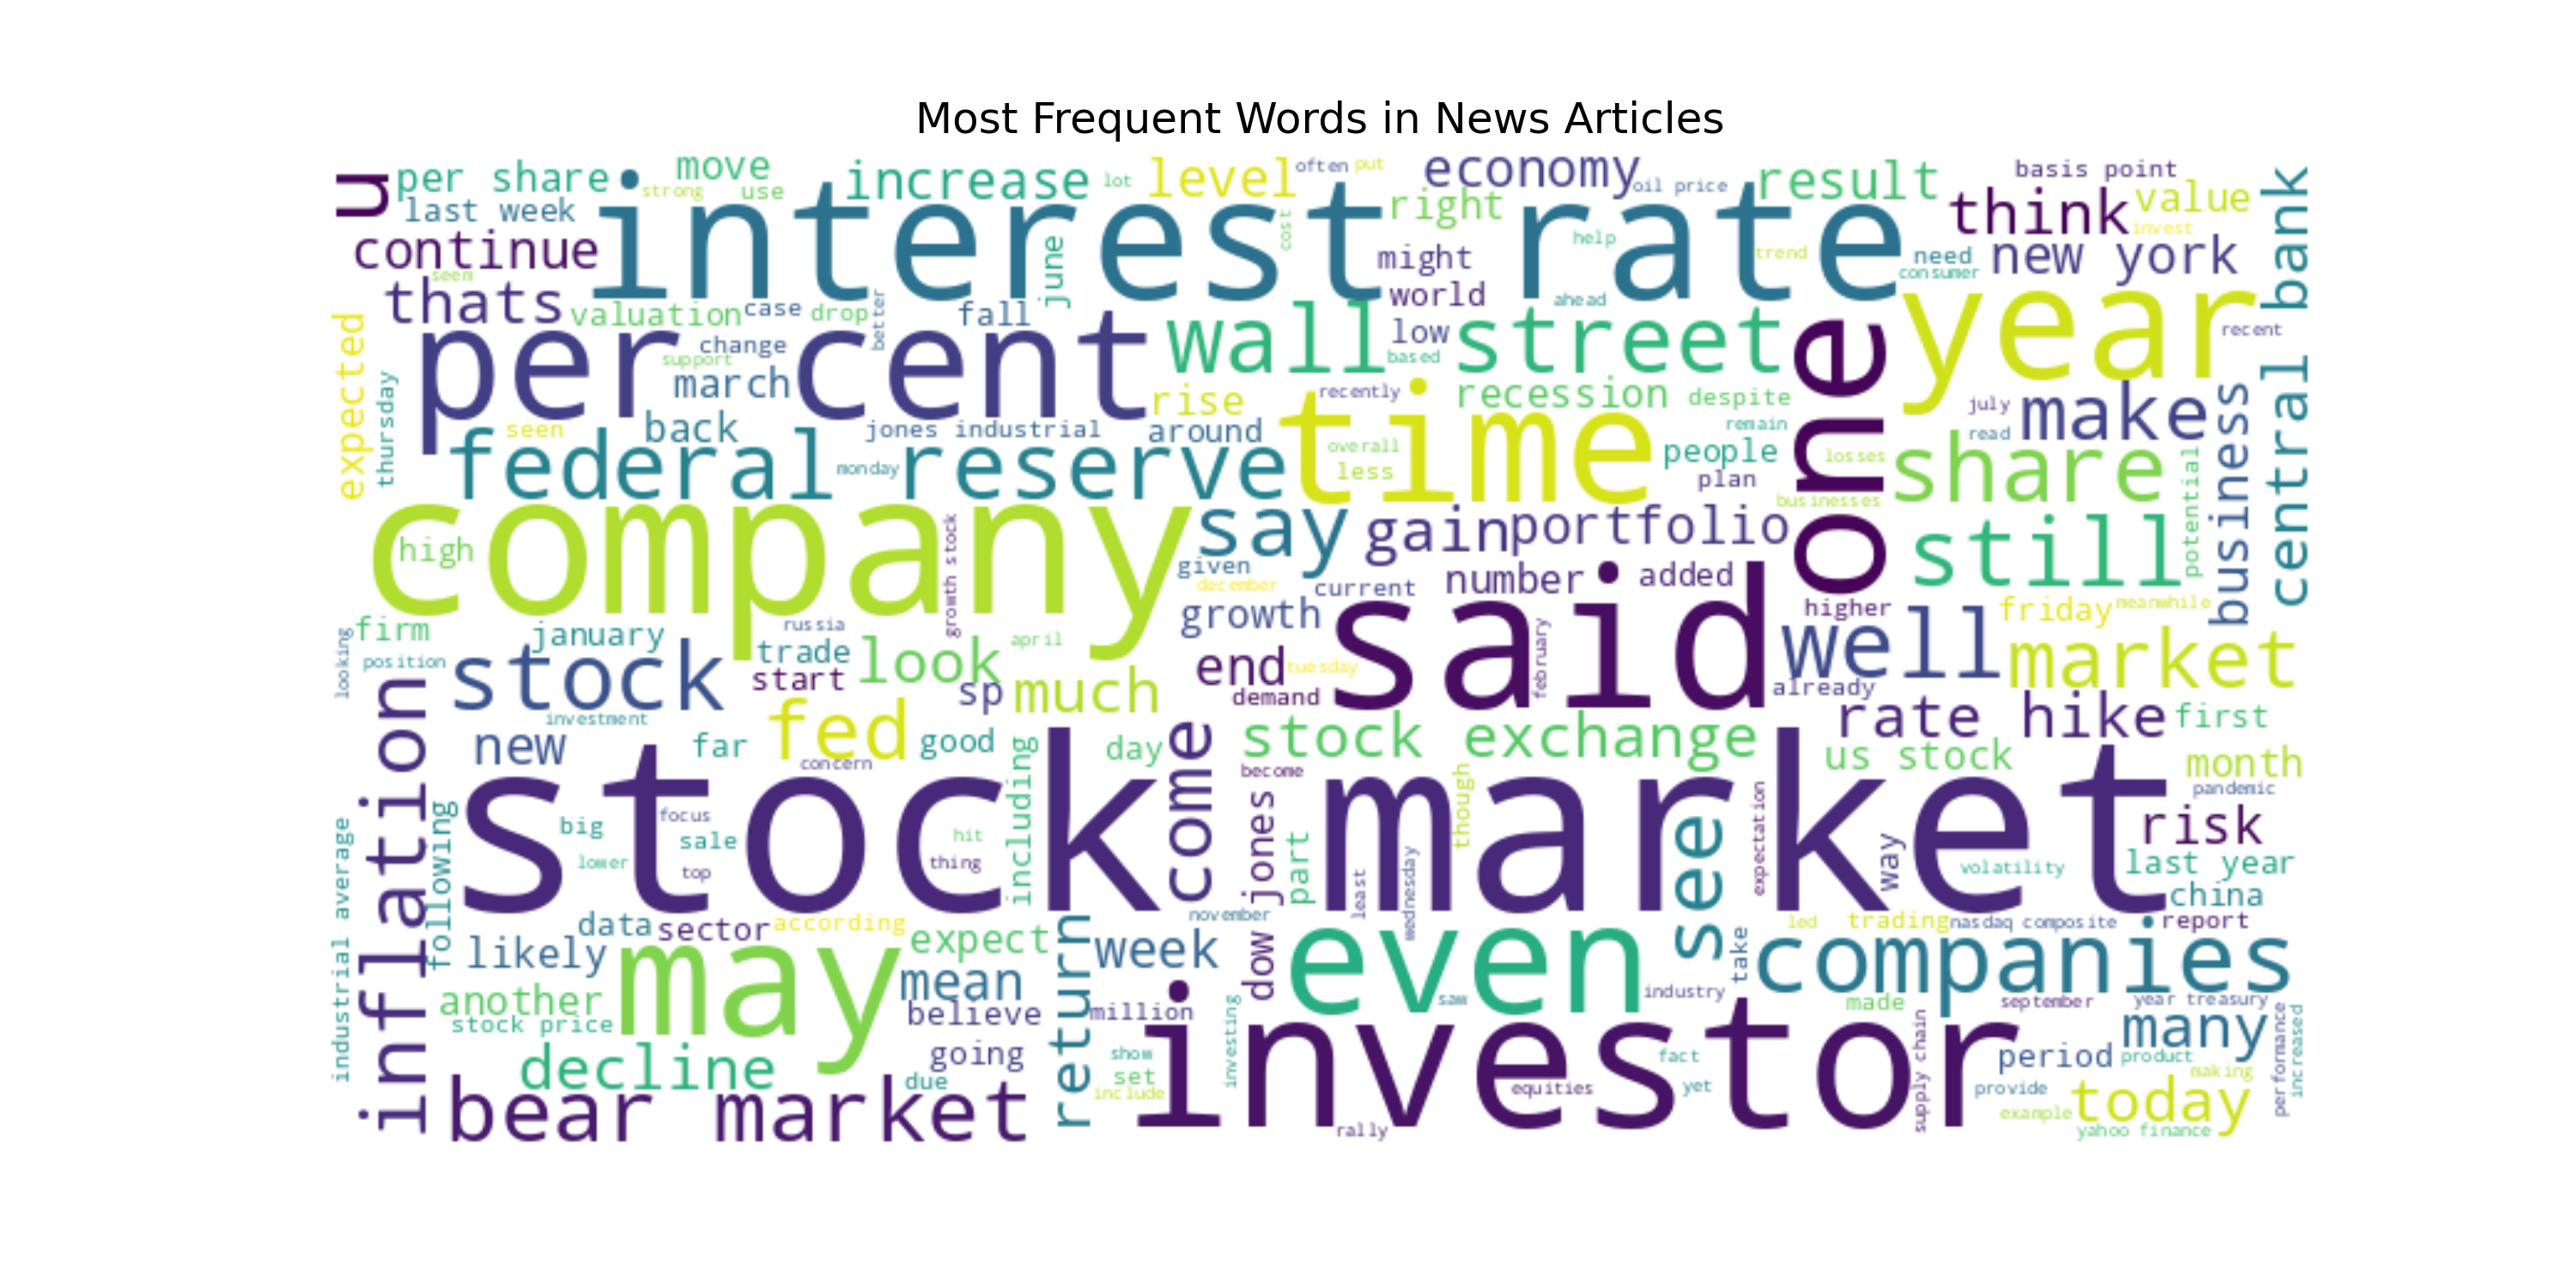 Most Frequent Words in News Articles
u
per share
move
strong
use
increase
lot
level
often
put
economy
oil price
result
basis point
last week
interest rate
right
think
value
invest
central bank
continue
seen
june
cost
help
might
trend
need
consumer
new york
thats
valuation
case
drop
better
fall
world
ahead
year
recent
expected
per cent
change
support
wall street
low
based
one
thursday
march
rise
recently
time
recession
despite
july
make
business
seen
back
jones industrial
around
overall
less
people
remain
read
federal reserve
monday
plan
losses
share
potential
businesses
company
high
growth stock
say
gain
portfolio
still
given
december
current
number
added
looking
firm
january
russia
april
growth
said
february
higher
friday
meanwhile
position
stock
trade
look
start
sp
much
end
tuesday
demand
well
already
market
inflation
investment
new
far
fed
concern
good
day
including
come
stock exchange
rate hike
first
us stock
month
pandemic
industrial average
following
stock market
big
focus
sale
lower
top
hit
thing
become
dow jones
part
though
least
wednesday
see
expectation
way
volatility
risk
last year
china
data
sector
according
november
led
trading
nasdaq composite
report
likely
expect
return
week
even
take
companies
another
may
mean
saw
industry
made
september
year treasury
stock price
believe
million
investing
investor
many
performance
increased
decline
going
due
show
set
include
fact
yet
equities
supply chain
period
product
making
provide
example
today
bear market
rally
yahoo finance